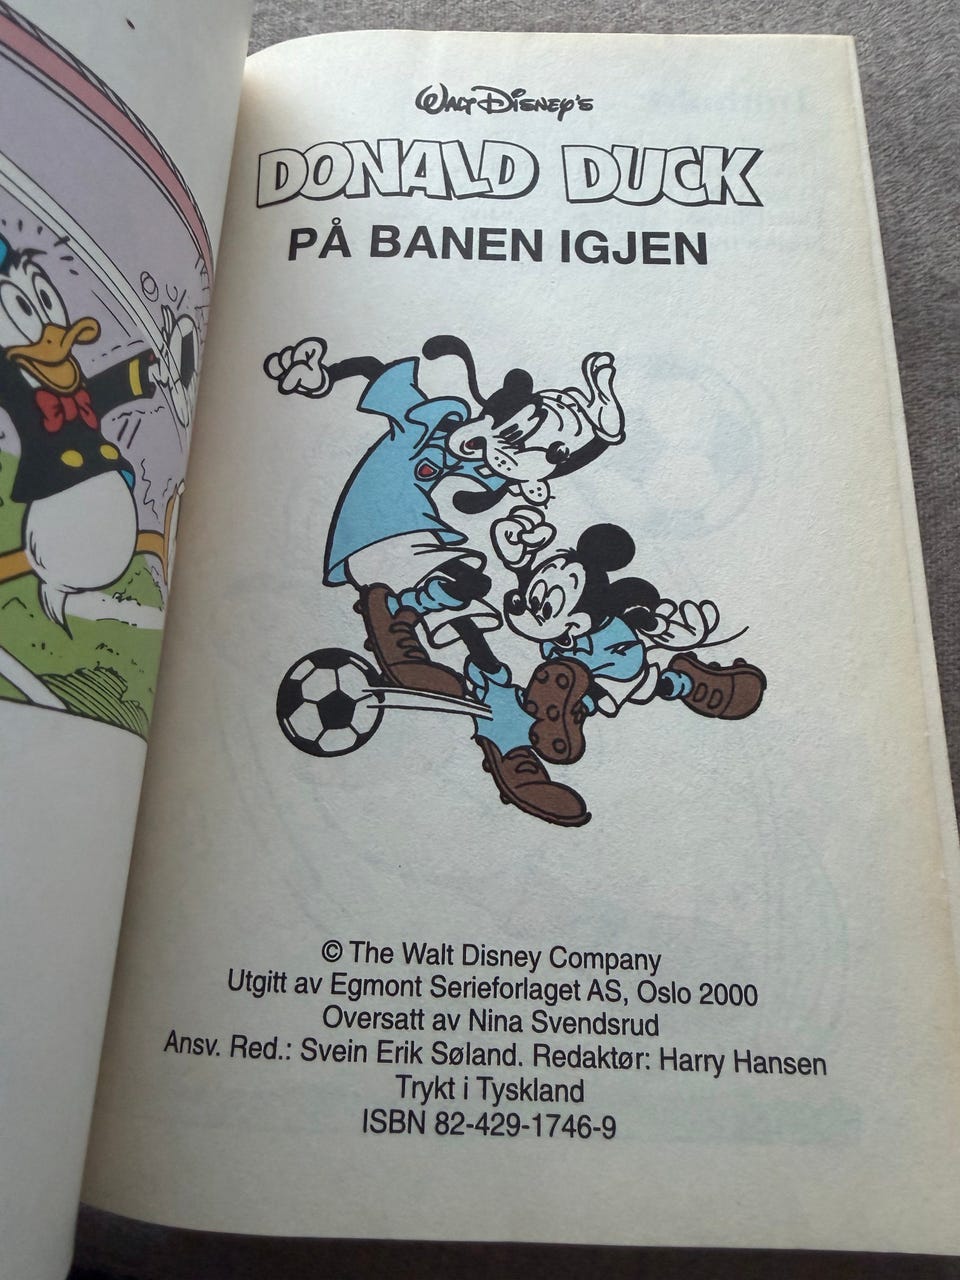 Walt Disney's
DONALD DUCK
PÅ BANEN IGJEN
© The Walt Disney Company
Utgitt av Egmont Serieforlaget AS, Oslo 2000
Oversatt av Nina Svendsrud
Ansv. Red.: Svein Erik Søland. Redaktør: Harry Hansen
Trykt i Tyskland
ISBN 82-429-1746-9